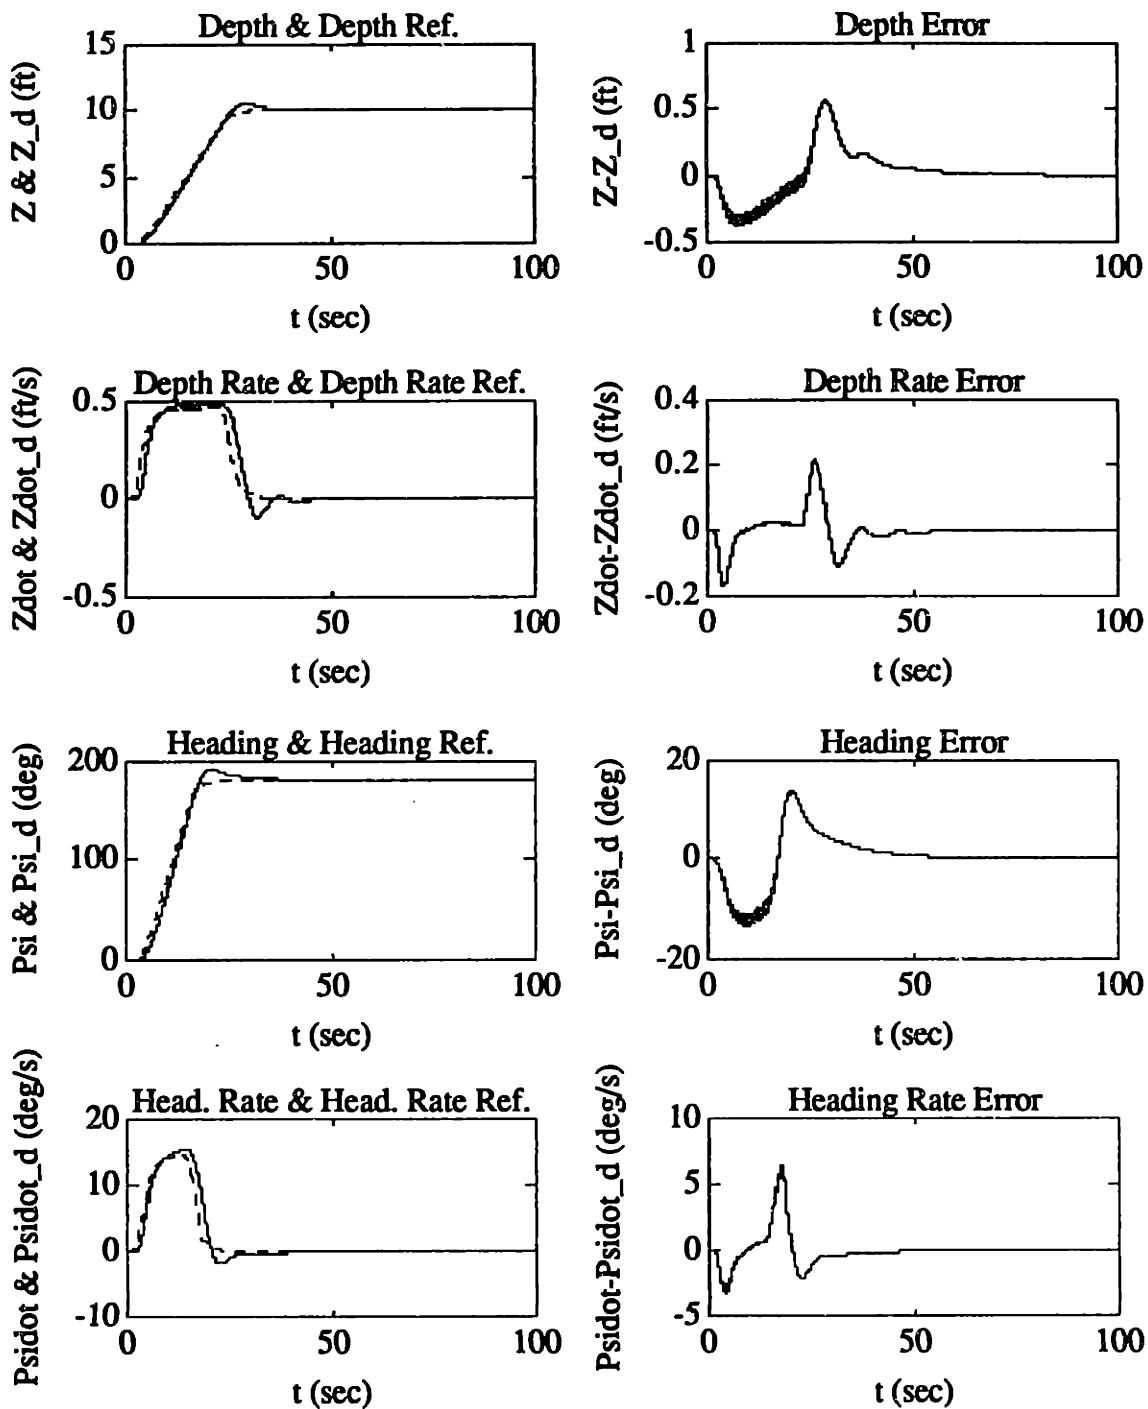 Depth & Depth Ref.
Z & Z_d (ft)
15
10
5
0
0
50
100
t (sec)
Depth Error
Z-Z_d (ft)
1
0.5
0
-0.5
0
50
100
t (sec)
Depth Rate & Depth Rate Ref.
Zdot & Zdot_d (ft/s)
0.5
0
-0.5
0
50
100
t (sec)
Depth Rate Error
Zdot-Zdot_d (ft/s)
0.4
0.2
0
-0.2
0
50
100
t (sec)
Heading & Heading Ref.
Psi & Psi_d (deg)
200
100
0
0
50
100
t (sec)
Heading Error
Psi-Psi_d (deg)
20
0
-20
0
50
100
t (sec)
Head. Rate & Head. Rate Ref.
Psidot & Psidot_d (deg/s)
20
10
0
-10
0
50
100
t (sec)
Heading Rate Error
Psidot-Psidot_d (deg/s)
10
5
0
-5
0
50
100
t (sec)